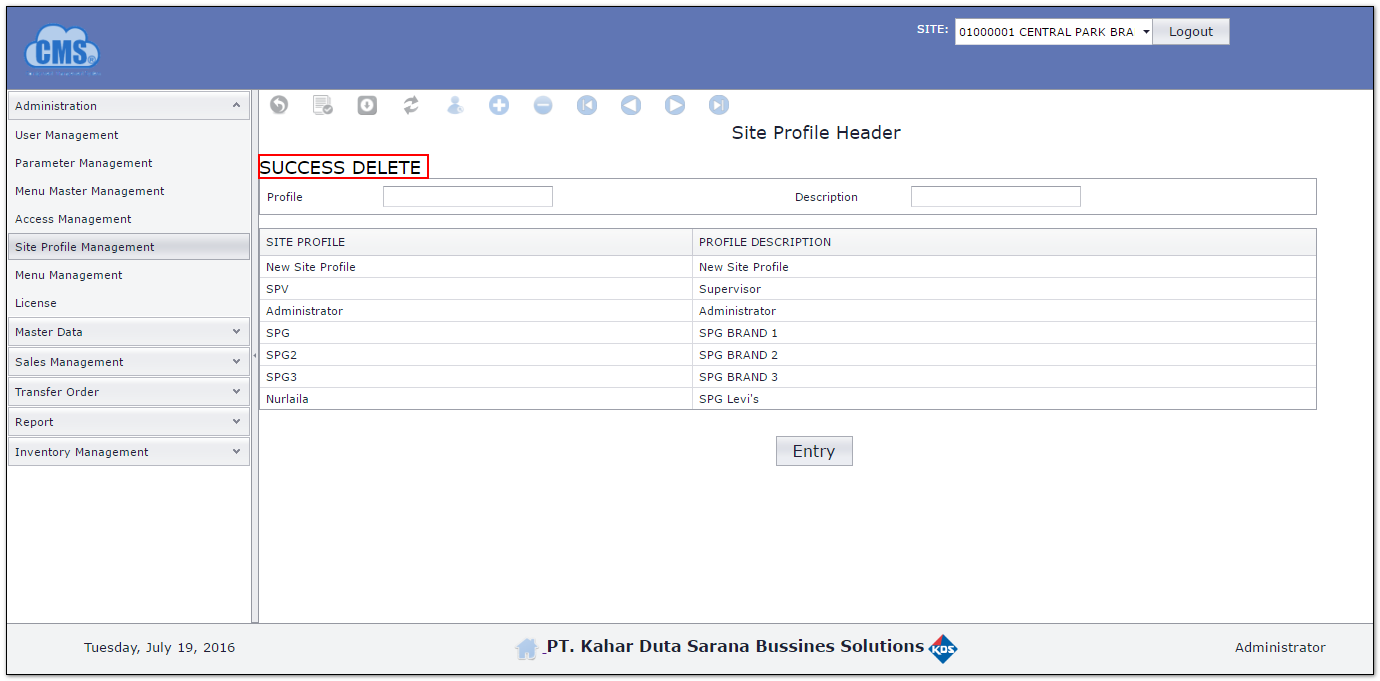 CMS®
SITE: 01000001 CENTRAL PARK BRA Logout
Administration
User Management
Parameter Management
Menu Master Management
Access Management
Site Profile Management
Menu Management
License
Master Data
Sales Management
Transfer Order
Report
Inventory Management
Site Profile Header
SUCCESS DELETE
Profile Description
SITE PROFILE PROFILE DESCRIPTION
New Site Profile New Site Profile
SPV Supervisor
Administrator Administrator
SPG SPG BRAND 1
SPG2 SPG BRAND 2
SPG3 SPG BRAND 3
Nurlaila SPG Levi's
Entry
Tuesday, July 19, 2016 PT. Kahar Duta Sarana Bussines Solutions KDS Administrator